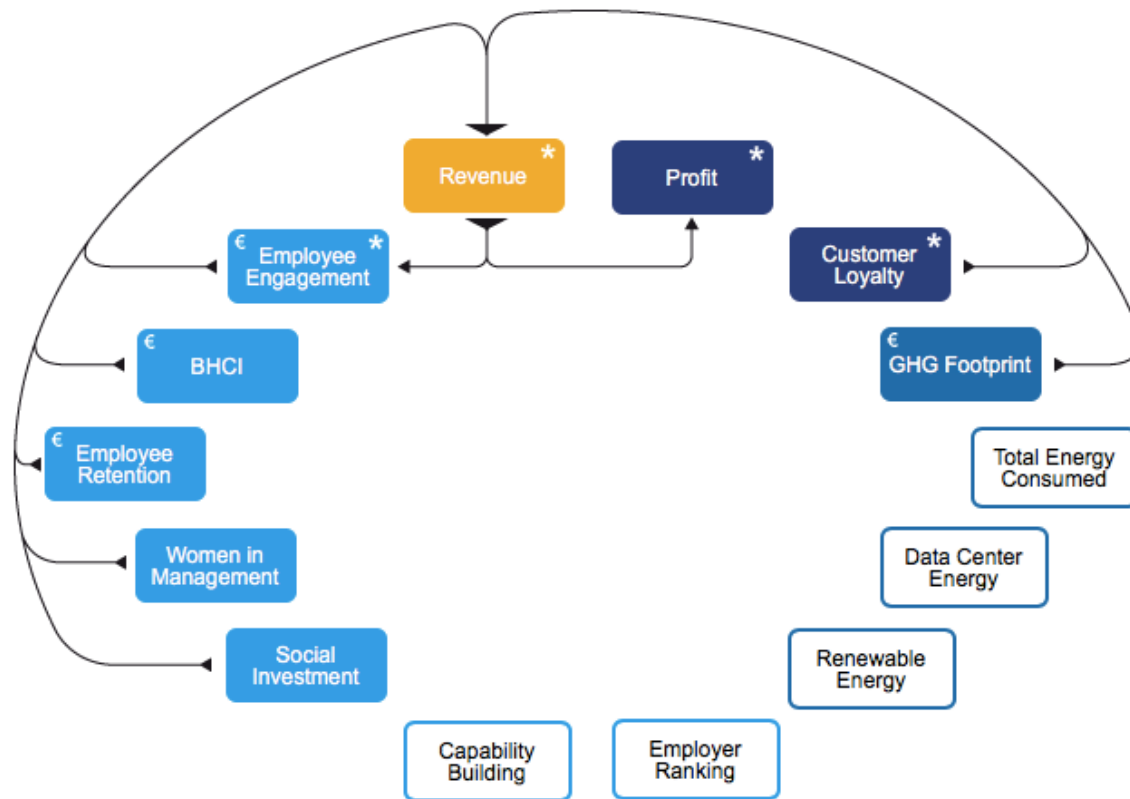 Revenue *
Profit *
€ Employee *
Engagement
Customer *
Loyalty
€ BHCI
€ GHG Footprint
€ Employee
Retention
Total Energy
Consumed
Women in
Management
Data Center
Energy
Social
Investment
Renewable
Energy
Capability
Building
Employer
Ranking